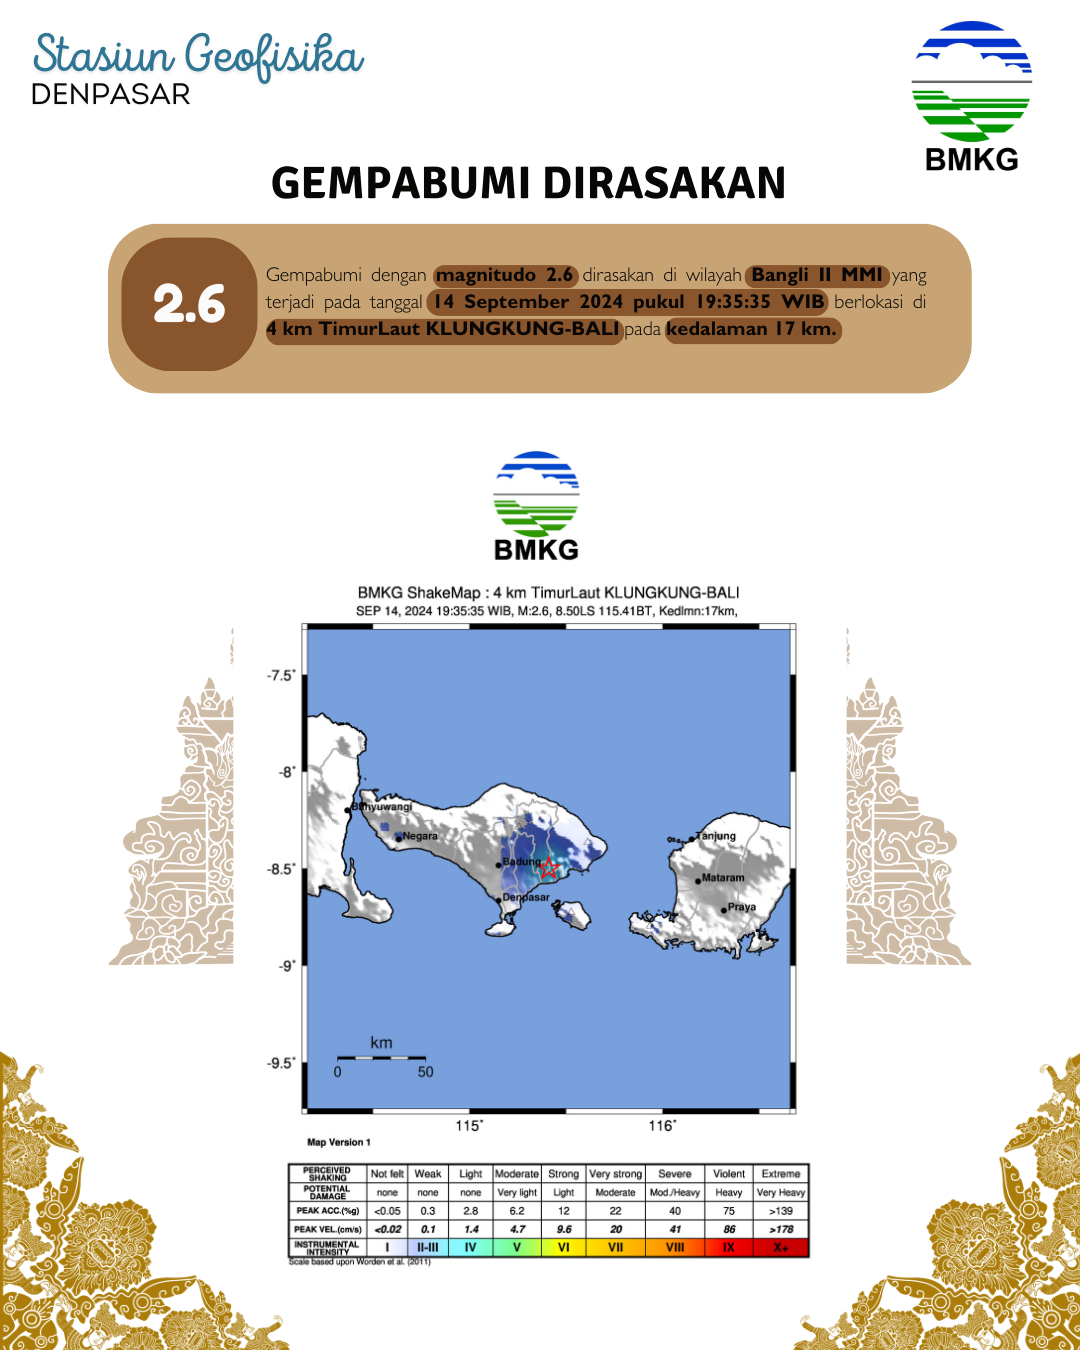 Stasiun Geofisika
DENPASAR
BMKG
GEMPABUMI DIRASAKAN
2.6
Gempabumi dengan magnitudo 2.6 dirasakan di wilayah Bangli II MMI yang
terjadi pada tanggal 14 September 2024 pukul 19:35:35 WIB berlokasi di
4 km TimurLaut KLUNGKUNG-BALI pada kedalaman 17 km.
BMKG
BMKG ShakeMap : 4 km TimurLaut KLUNGKUNG-BALI
SEP 14, 2024 19:35:35 WIB, M:2.6, 8.50LS 115.41BT, Kedlmn:17km,
-7.5°
-8°
Banyuwangi
Negara
Tanjung
-8.5°
Badung
Mataram
Denpasar
Praya
-9°
-9.5°
km
0 50
115° 116°
Map Version 1
PERCEIVED SHAKING Not felt Weak Light Moderate Strong Very strong Severe Violent Extreme
POTENTIAL DAMAGE none none none Very light Light Moderate Mod./Heavy Heavy Very Heavy
PEAK ACC.(%g) <0.05 0.3 2.8 6.2 12 22 40 75 >139
PEAK VEL.(cm/s) <0.02 0.1 1.4 4.7 9.6 20 41 86 >178
INSTRUMENTAL INTENSITY I II-III IV V VI VII VIII IX X+
Scale based upon Worden et al. (2011)